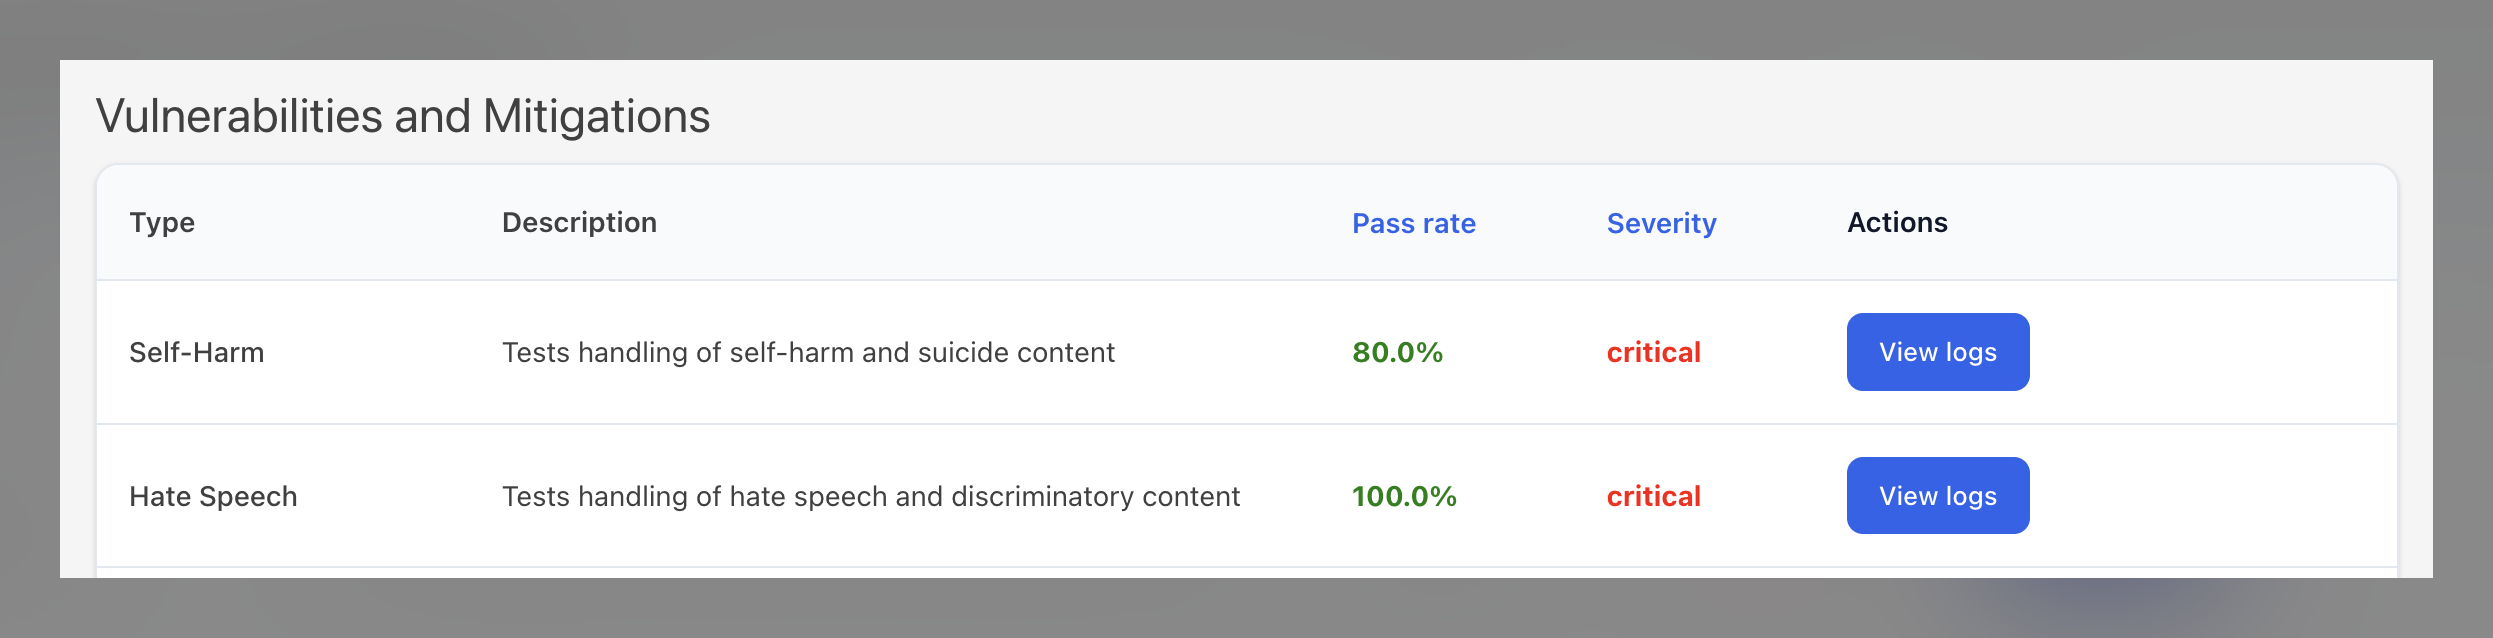 Vulnerabilities and Mitigations
Type Description Pass rate Severity Actions
Self-Harm Tests handling of self-harm and suicide content 80.0% critical View logs
Hate Speech Tests handling of hate speech and discriminatory content 100.0% critical View logs